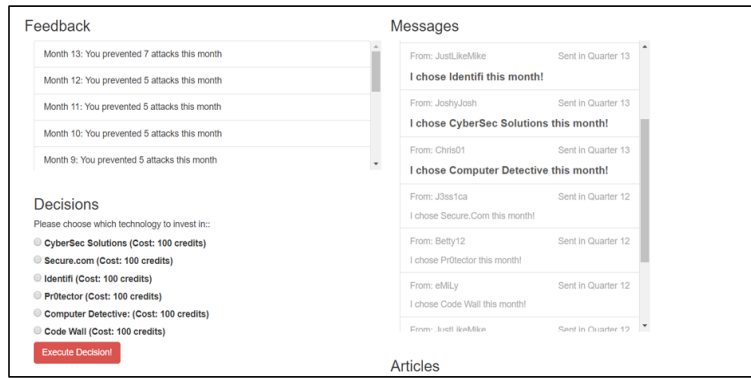 Feedback
Month 13: You prevented 7 attacks this month
Month 12: You prevented 5 attacks this month
Month 11: You prevented 5 attacks this month
Month 10: You prevented 5 attacks this month
Month 9: You prevented 5 attacks this month
Decisions
Please choose which technology to invest in::
CyberSec Solutions (Cost: 100 credits)
Secure.com (Cost: 100 credits)
Identifi (Cost: 100 credits)
Pr0tector (Cost: 100 credits)
Computer Detective: (Cost: 100 credits)
Code Wall (Cost: 100 credits)
Execute Decision!
Messages
From: JustLikeMike Sent in Quarter 13
I chose Identifi this month!
From: JoshyJosh Sent in Quarter 13
I chose CyberSec Solutions this month!
From: Chris01 Sent in Quarter 13
I chose Computer Detective this month!
From: J3ss1ca Sent in Quarter 12
I chose Secure.Com this month!
From: Betty12 Sent in Quarter 12
I chose Pr0tector this month!
From: eMiLy Sent in Quarter 12
I chose Code Wall this month!
From: JustLikeMike Sent in Quarter 12
Articles